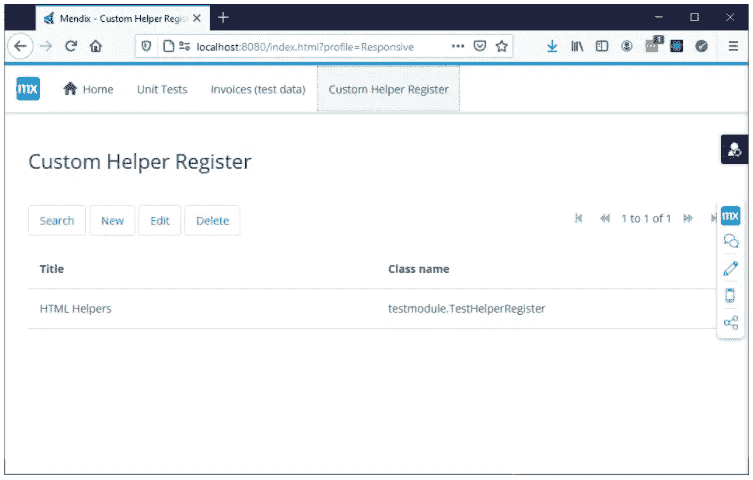 Mendix - Custom Helper Regist
localhost:8080/index.html?profile=Responsive
mx Home Unit Tests Invoices (test data) Custom Helper Register
Custom Helper Register
Search New Edit Delete 1 to 1 of 1
mx
Title Class name
HTML Helpers testmodule.TestHelperRegister